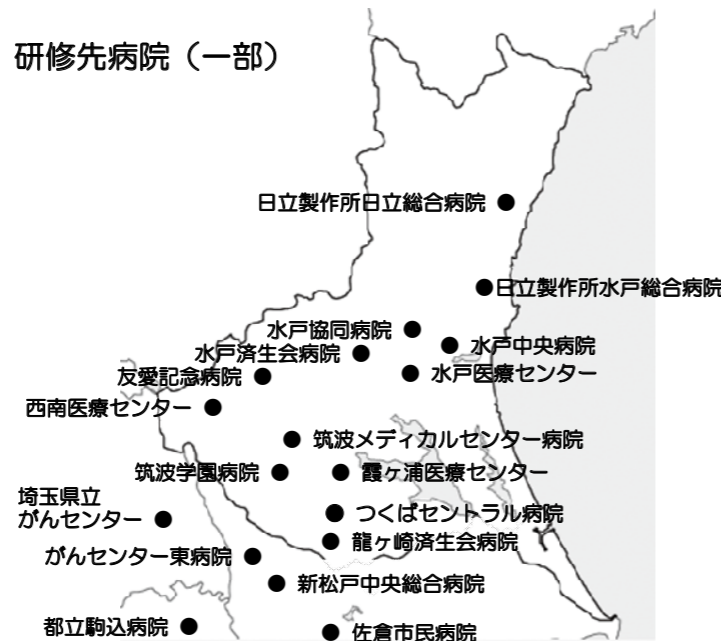 研修先病院（一部）
日立製作所日立総合病院
日立製作所水戸総合病院
水戸協同病院
水戸中央病院
水戸済生会病院
水戸医療センター
友愛記念病院
西南医療センター
筑波メディカルセンター病院
筑波学園病院
霞ヶ浦医療センター
埼玉県立
がんセンター
つくばセントラル病院
龍ヶ崎済生会病院
がんセンター東病院
新松戸中央総合病院
都立駒込病院
佐倉市民病院